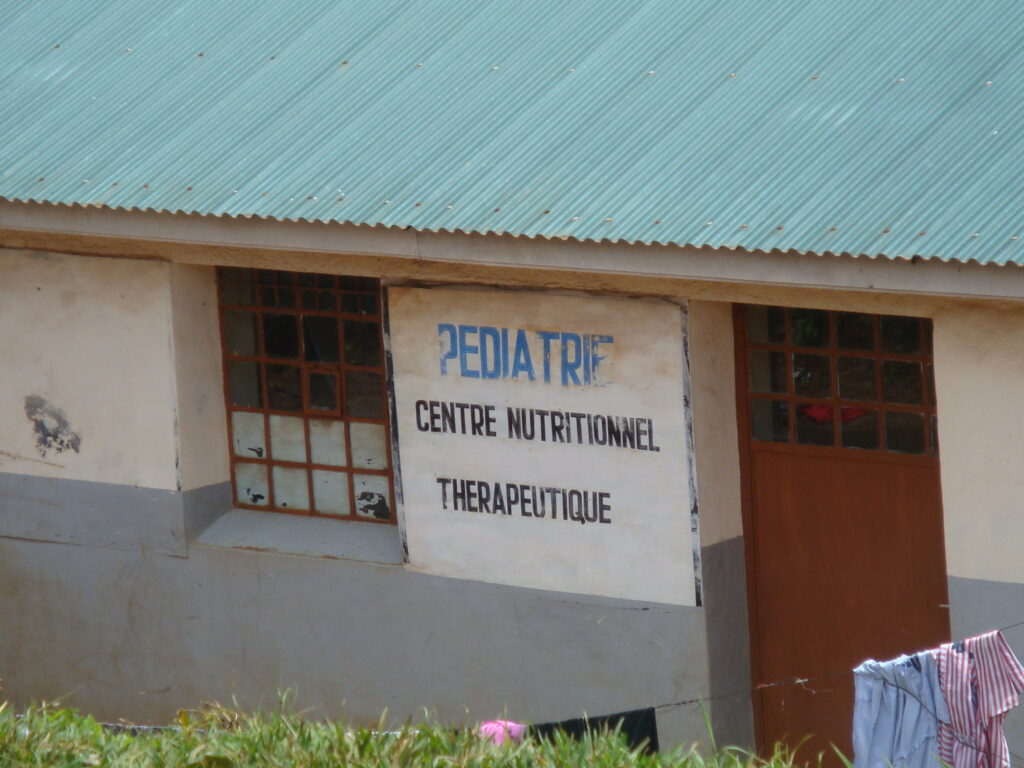 PEDIATRIE
CENTRE NUTRITIONNEL
THERAPEUTIQUE